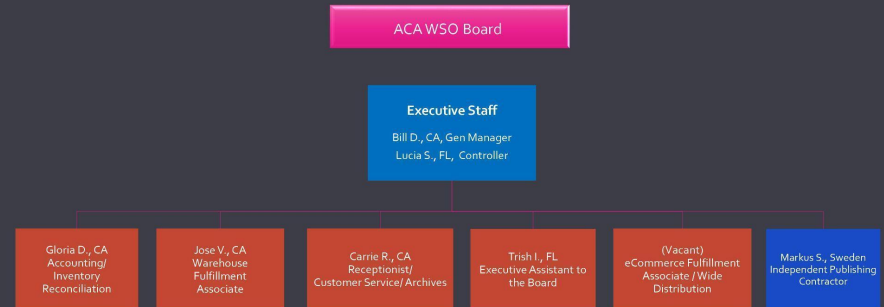 ACA WSO Board
Executive Staff
Bill D., CA, Gen Manager
Lucia S., FL, Controller
Gloria D., CA
Accounting/
Inventory
Reconciliation
Jose V., CA
Warehouse
Fulfillment
Associate
Carrie R., CA
Receptionist/
Customer Service/ Archives
Trish I., FL
Executive Assistant to
the Board
(Vacant)
eCommerce Fulfillment
Associate / Wide
Distribution
Markus S., Sweden
Independent Publishing
Contractor